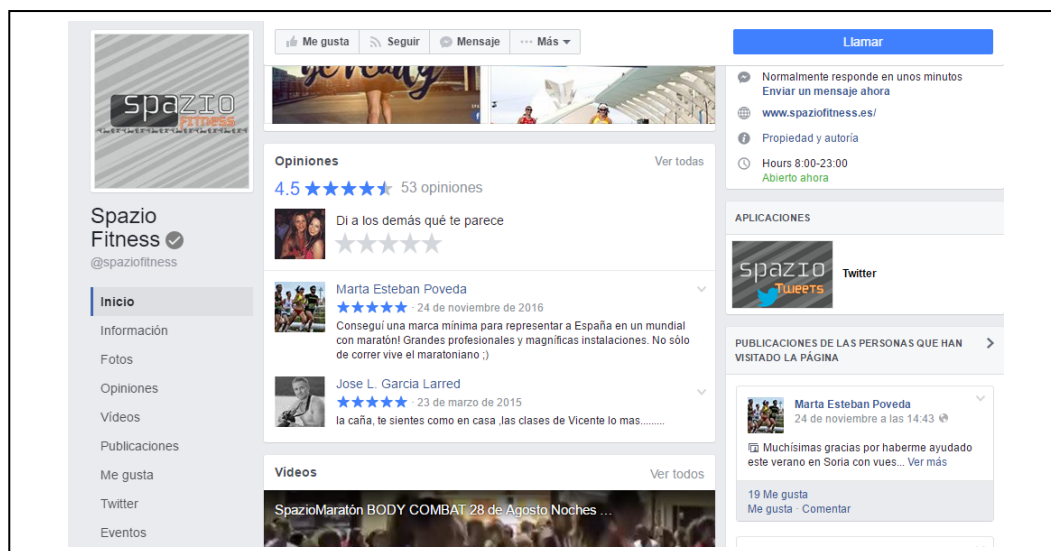 Me gusta
Seguir
Mensaje
Más
Llamar
spazio
FITNESS
Spazio
Fitness
@spaziofitness
Inicio
Información
Fotos
Opiniones
Vídeos
Publicaciones
Me gusta
Twitter
Eventos
Opiniones
Ver todas
4.5 53 opiniones
Di a los demás qué te parece
Marta Esteban Poveda
· 24 de noviembre de 2016
Conseguí una marca mínima para representar a España en un mundial
con maratón! Grandes profesionales y magníficas instalaciones. No sólo
de correr vive el maratoniano ;)
Jose L. Garcia Larred
· 23 de marzo de 2015
la caña, te sientes como en casa ,las clases de Vicente lo mas.........
Vídeos
Ver todos
SpazioMaratón BODY COMBAT 28 de Agosto Noches ...
Normalmente responde en unos minutos
Enviar un mensaje ahora
www.spaziofitness.es/
Propiedad y autoría
Hours 8:00-23:00
Abierto ahora
APLICACIONES
spazio
Tweets
Twitter
PUBLICACIONES DE LAS PERSONAS QUE HAN
VISITADO LA PÁGINA
Marta Esteban Poveda
24 de noviembre a las 14:43
Muchísimas gracias por haberme ayudado
este verano en Soria con vues... Ver más
19 Me gusta
Me gusta · Comentar